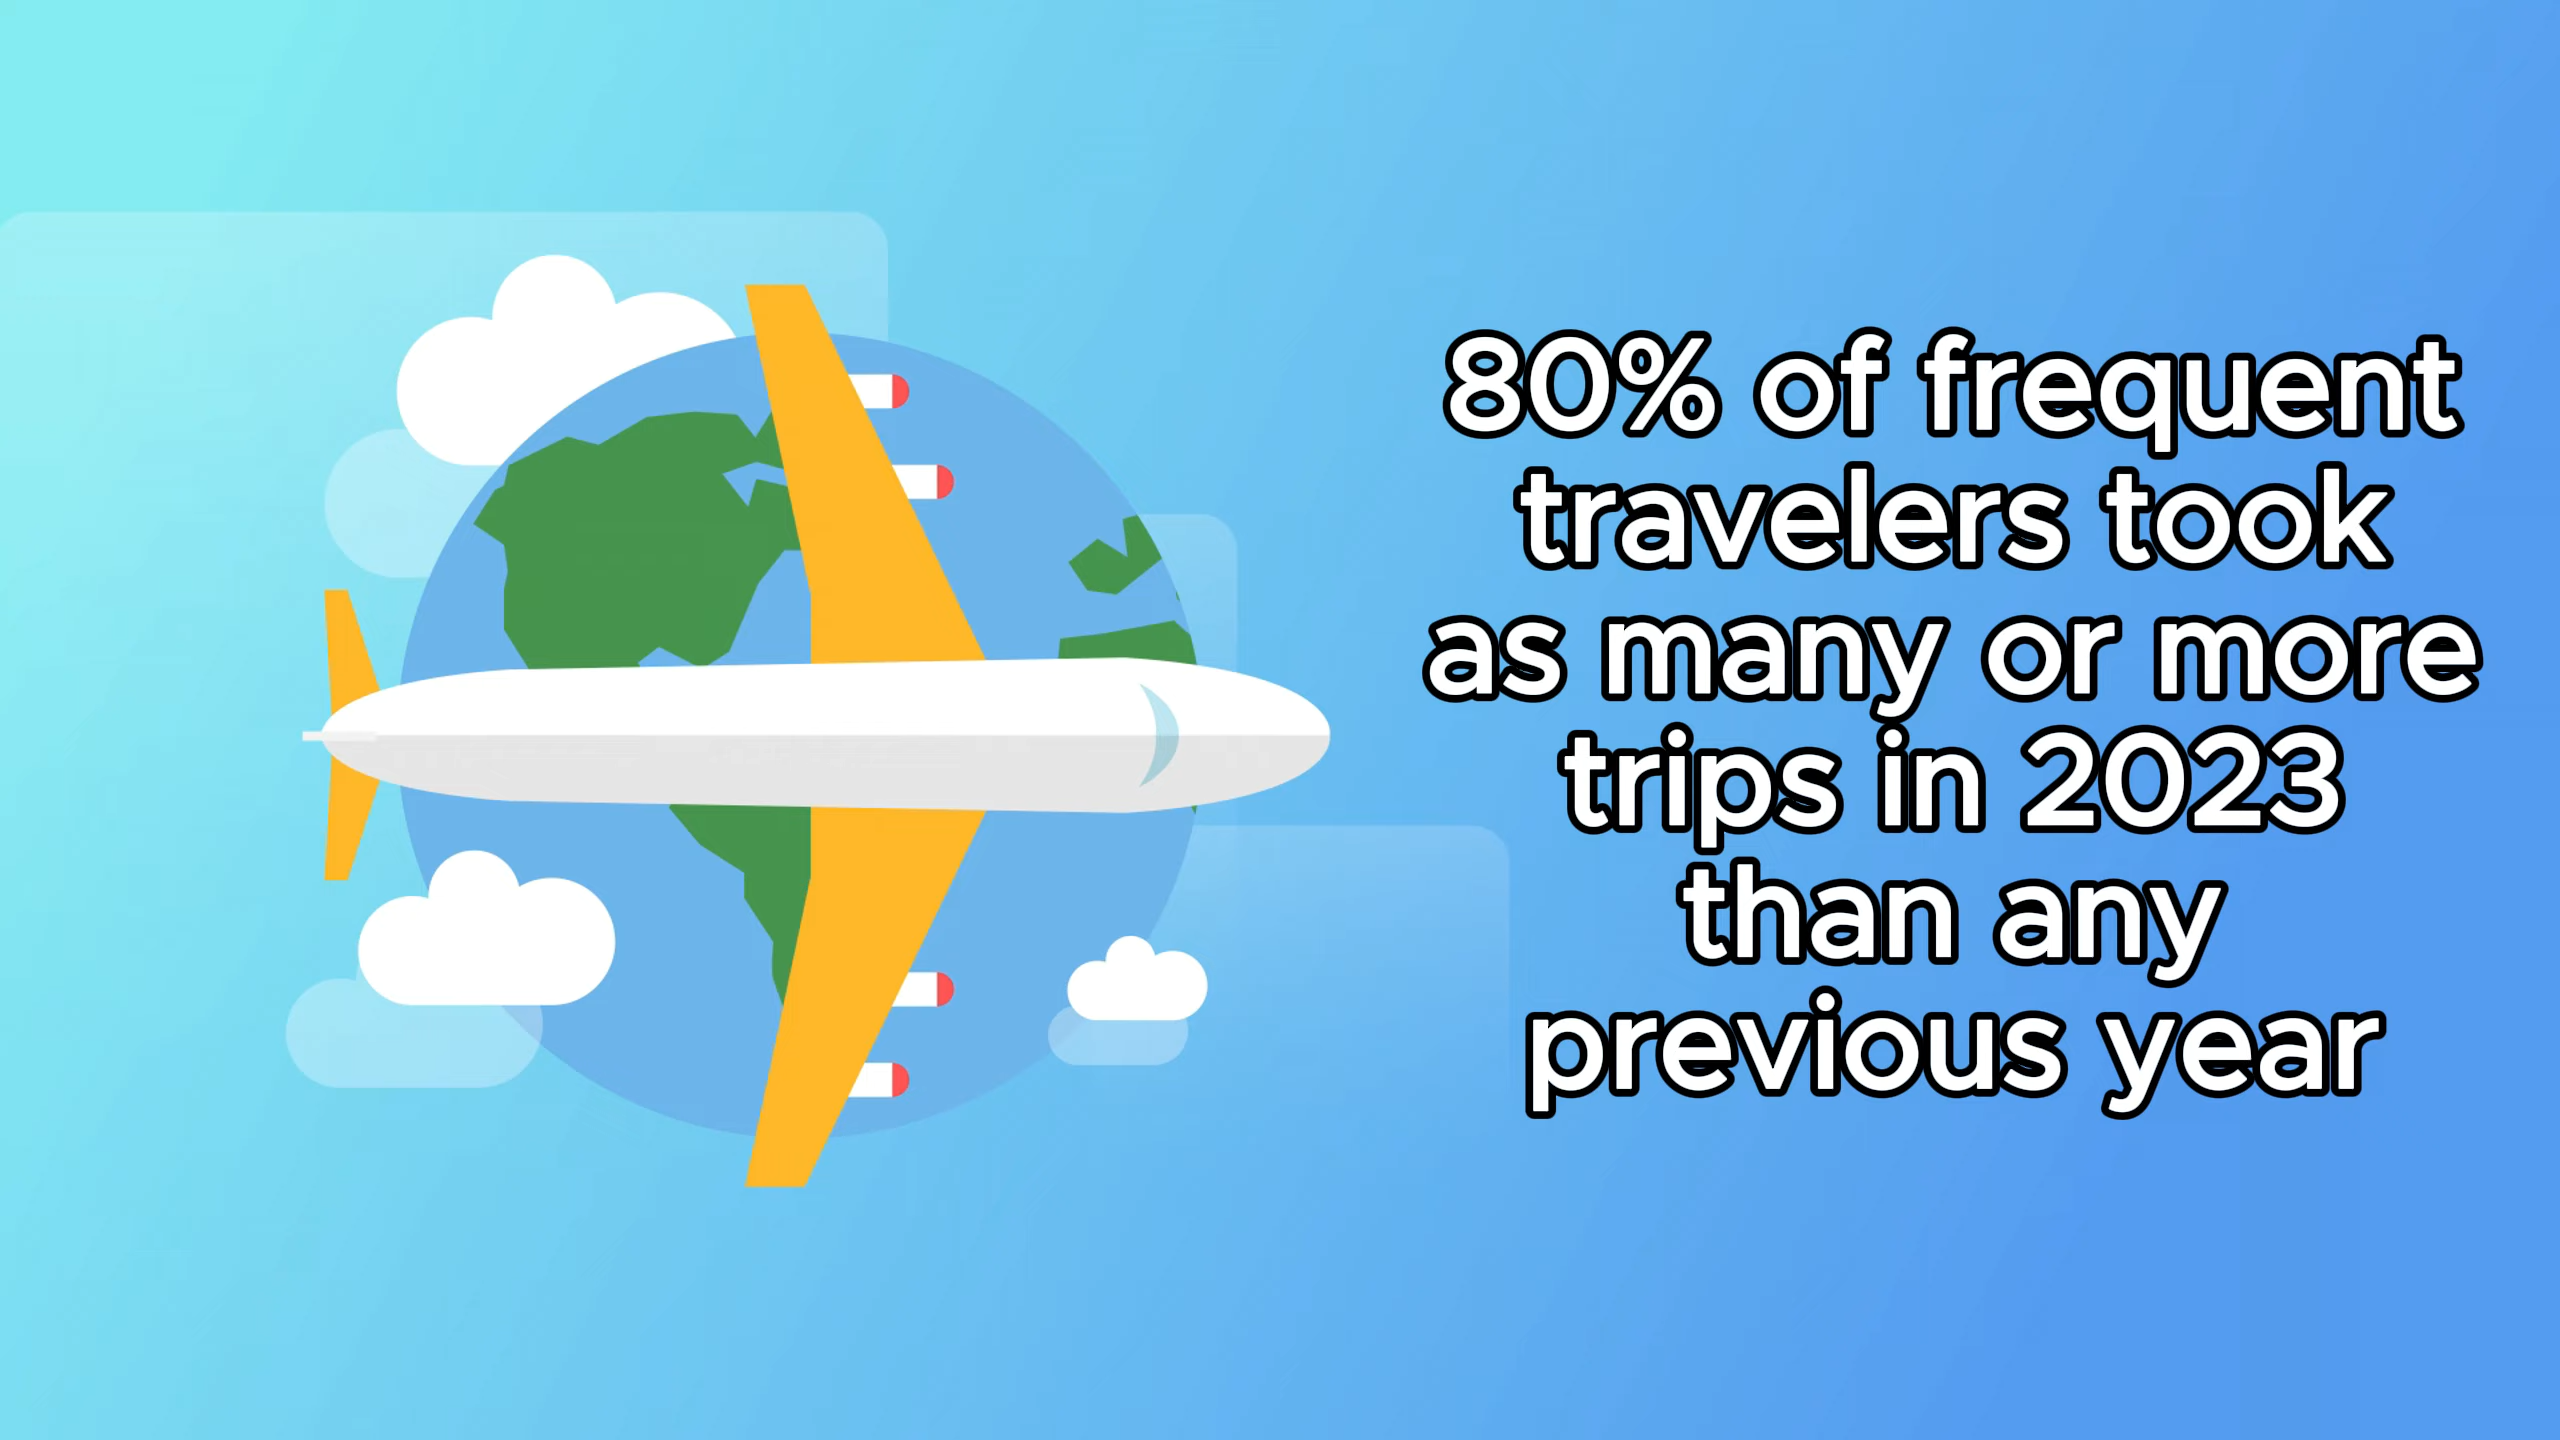 80% of frequent
travelers took
as many or more
trips in 2023
than any
previous year